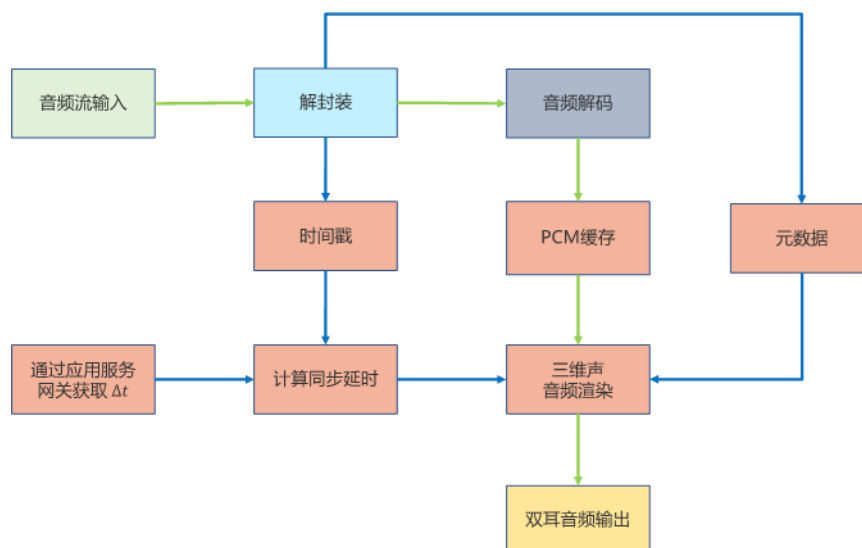 音频流输入
解封装
音频解码
时间戳
PCM缓存
元数据
通过应用服务
网关获取 Δt
计算同步延时
三维声
音频渲染
双耳音频输出